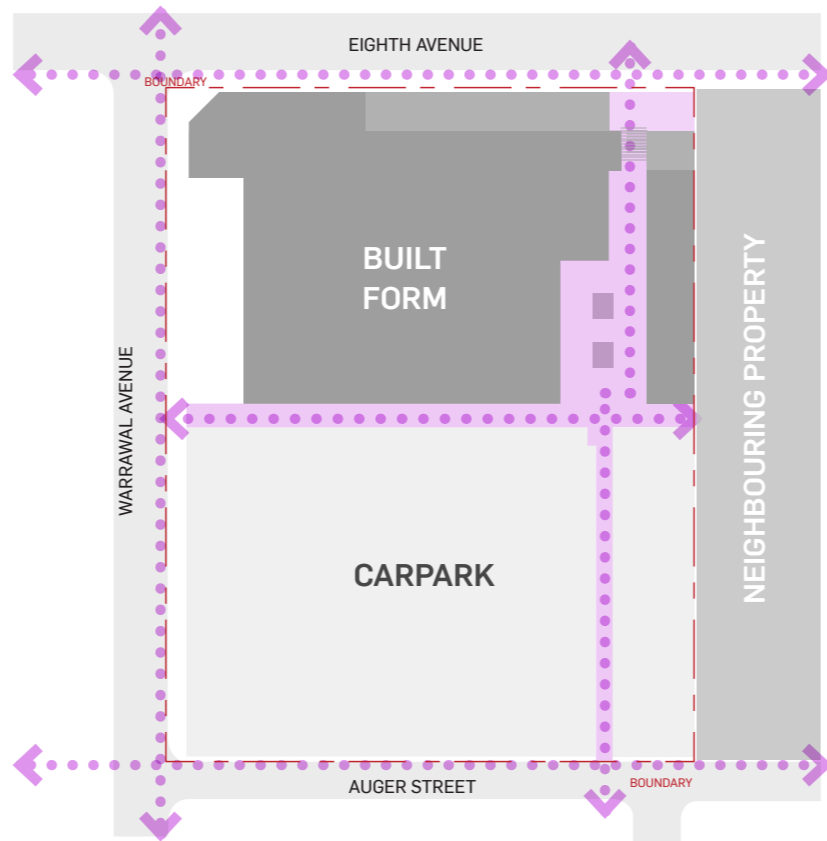 EIGHTH AVENUE
BOUNDARY
BUILT
FORM
WARRAWAL AVENUE
NEIGHBOURING PROPERTY
CARPARK
AUGER STREET
BOUNDARY